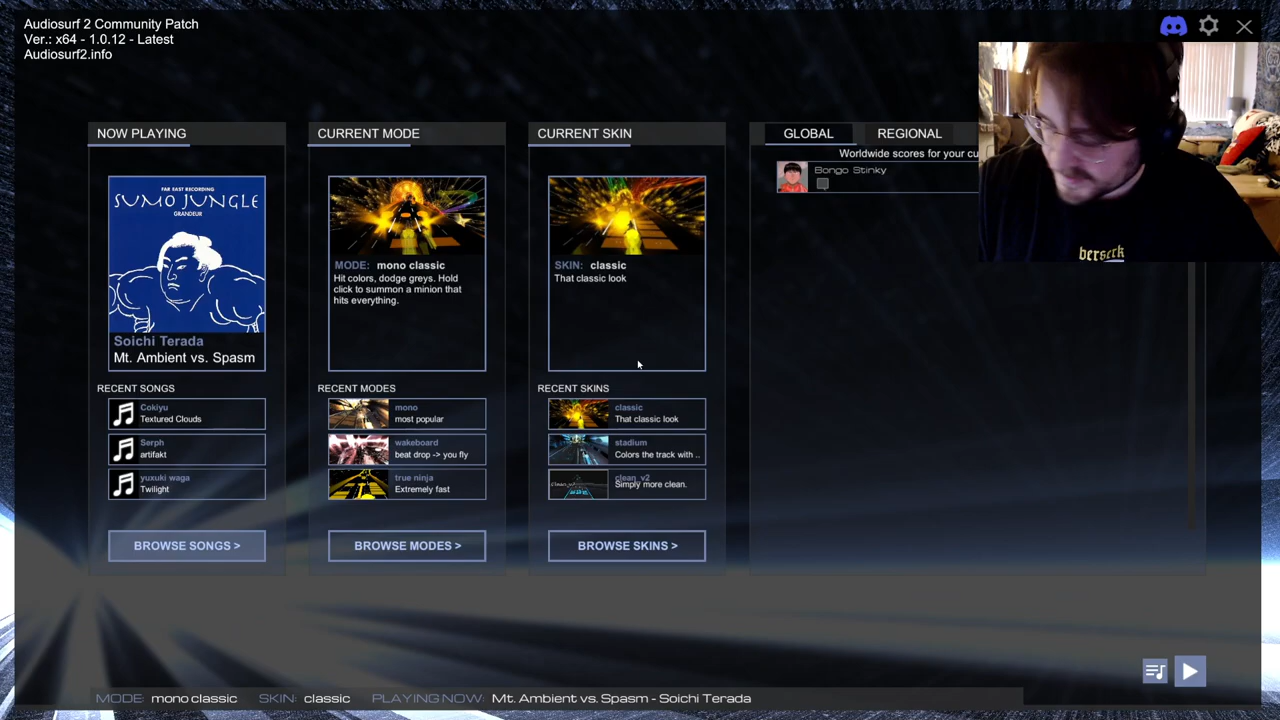 Audiosurf 2 Community Patch
Ver.: x64 - 1.0.12 - Latest
Audiosurf2.info
NOW PLAYING
FAR EAST RECORDING
SUMO JUNGLE
GRANDEUR
Soichi Terada
Mt. Ambient vs. Spasm
RECENT SONGS
Cokiyu
Textured Clouds
Serph
artifakt
yuxuki waga
Twilight
BROWSE SONGS >
CURRENT MODE
MODE: mono classic
Hit colors, dodge greys. Hold
click to summon a minion that
hits everything.
RECENT MODES
mono
most popular
wakeboard
beat drop -> you fly
true ninja
Extremely fast
BROWSE MODES >
CURRENT SKIN
SKIN: classic
That classic look
RECENT SKINS
classic
That classic look
stadium
Colors the track with ..
clean_v2
Simply more clean.
BROWSE SKINS >
GLOBAL REGIONAL
Worldwide scores for your cu
Bongo Stinky
berserk
MODE: mono classic SKIN: classic PLAYING NOW: Mt. Ambient vs. Spasm - Soichi Terada